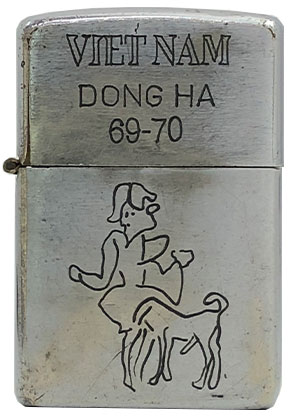 VIET NAM
DONG HA
69-70